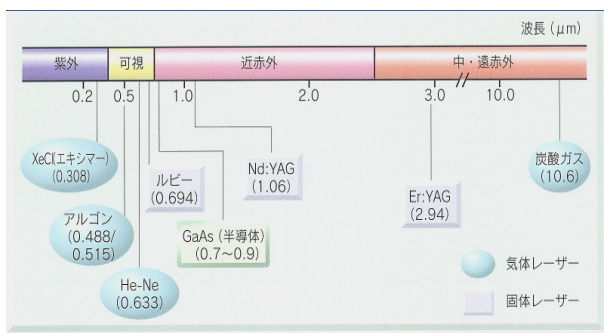 波長(μm)
紫外 可視 近赤外 中・遠赤外
0.2 0.5 1.0 2.0 3.0 10.0
XeCl(エキシマー)
(0.308)
ルビー
(0.694)
Nd:YAG
(1.06)
Er:YAG
(2.94)
炭酸ガス
(10.6)
アルゴン
(0.488/
0.515)
GaAs(半導体)
(0.7~0.9)
He-Ne
(0.633)
気体レーザー
固体レーザー